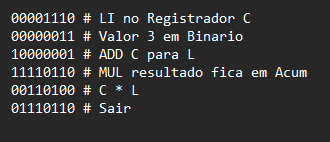 00001110 # LI no Registrador C
00000011 # Valor 3 em Binario
10000001 # ADD C para L
11110110 # MUL resultado fica em Acum
00110100 # C * L
01110110 # Sair